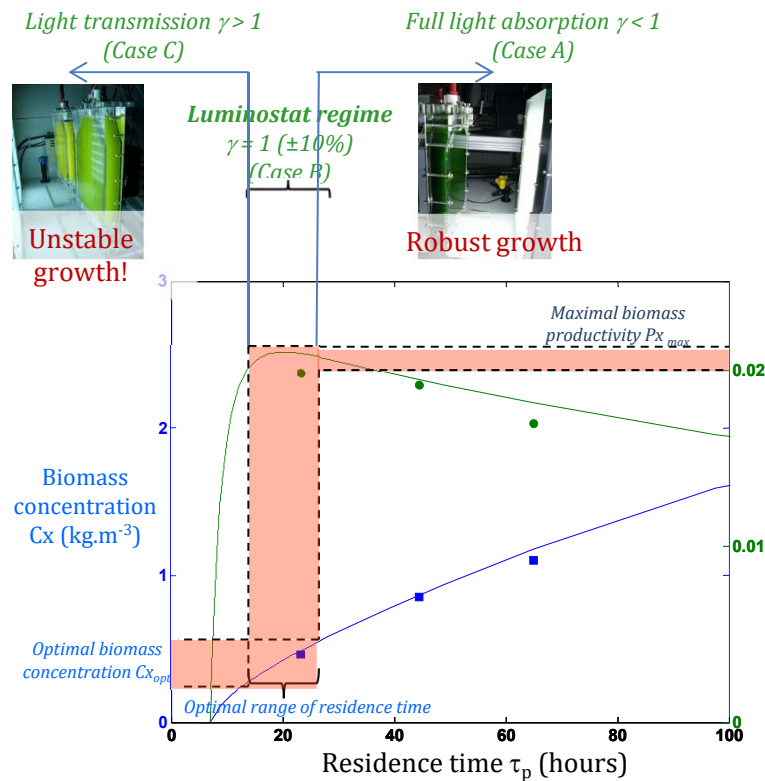 Light transmission γ > 1
(Case C)
Full light absorption γ < 1
(Case A)
Luminostat regime
γ = 1 (±10%)
(Case B)
Unstable
growth!
Robust growth
Maximal biomass
productivity Px max
Biomass
concentration
Cx (kg.m-3)
Optimal biomass
concentration Cxopt
Optimal range of residence time
3
2
1
0
0.02
0.01
0
0 20 40 60 80 100
Residence time τp (hours)